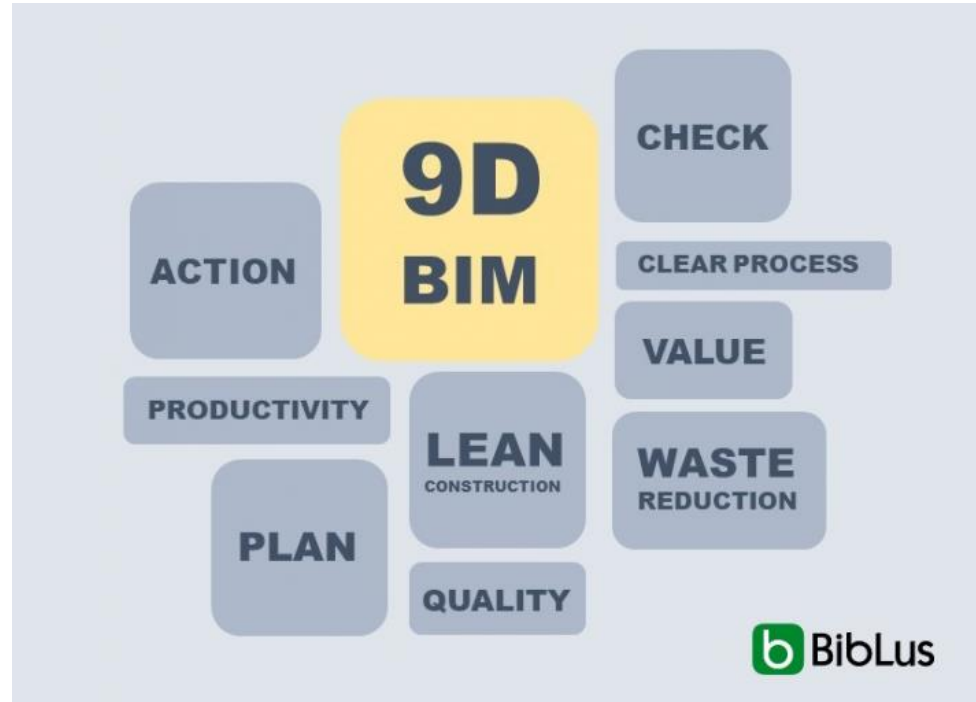 9D
BIM
CHECK
ACTION
CLEAR PROCESS
VALUE
PRODUCTIVITY
LEAN
CONSTRUCTION
WASTE
REDUCTION
PLAN
QUALITY
b BibLus